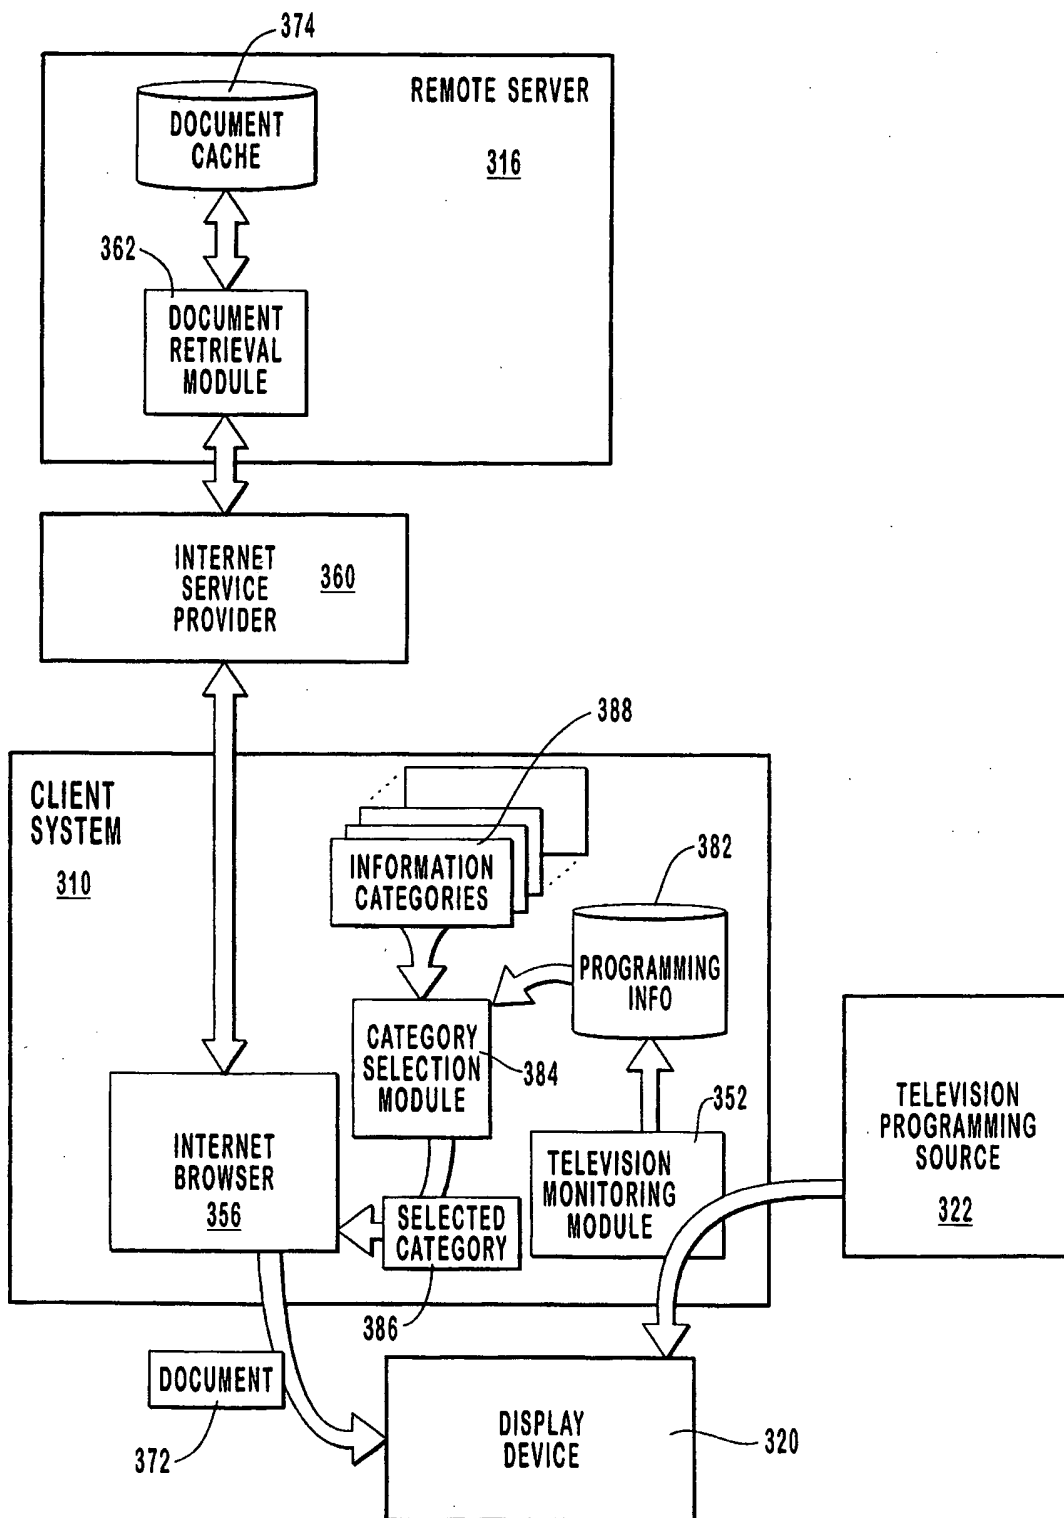 374
REMOTE SERVER
316
DOCUMENT
CACHE
362
DOCUMENT
RETRIEVAL
MODULE
INTERNET
SERVICE
PROVIDER
360
388
CLIENT
SYSTEM
310
INFORMATION
CATEGORIES
382
PROGRAMMING
INFO
CATEGORY
SELECTION
MODULE
384
352
TELEVISION
PROGRAMMING
SOURCE
322
INTERNET
BROWSER
356
TELEVISION
MONITORING
MODULE
SELECTED
CATEGORY
386
DOCUMENT
372
DISPLAY
DEVICE
320